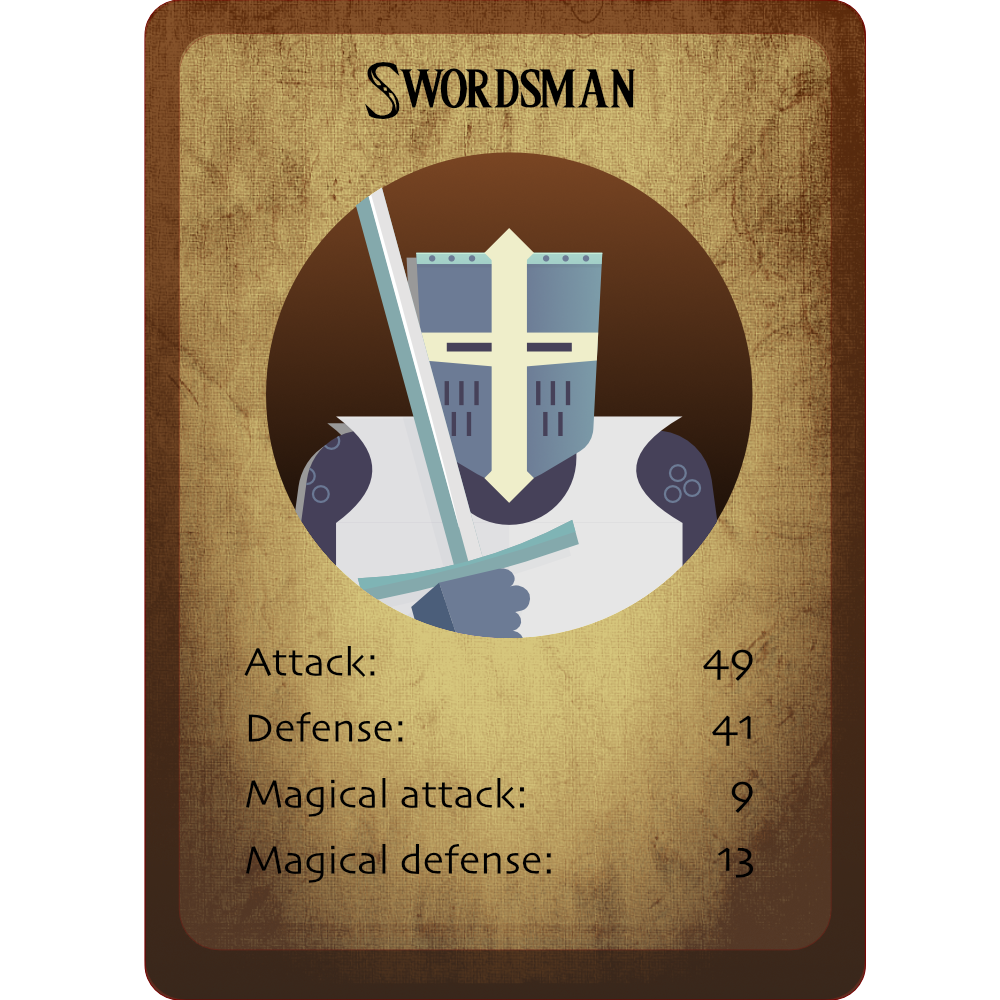 Swordsman
Attack: 49
Defense: 41
Magical attack: 9
Magical defense: 13